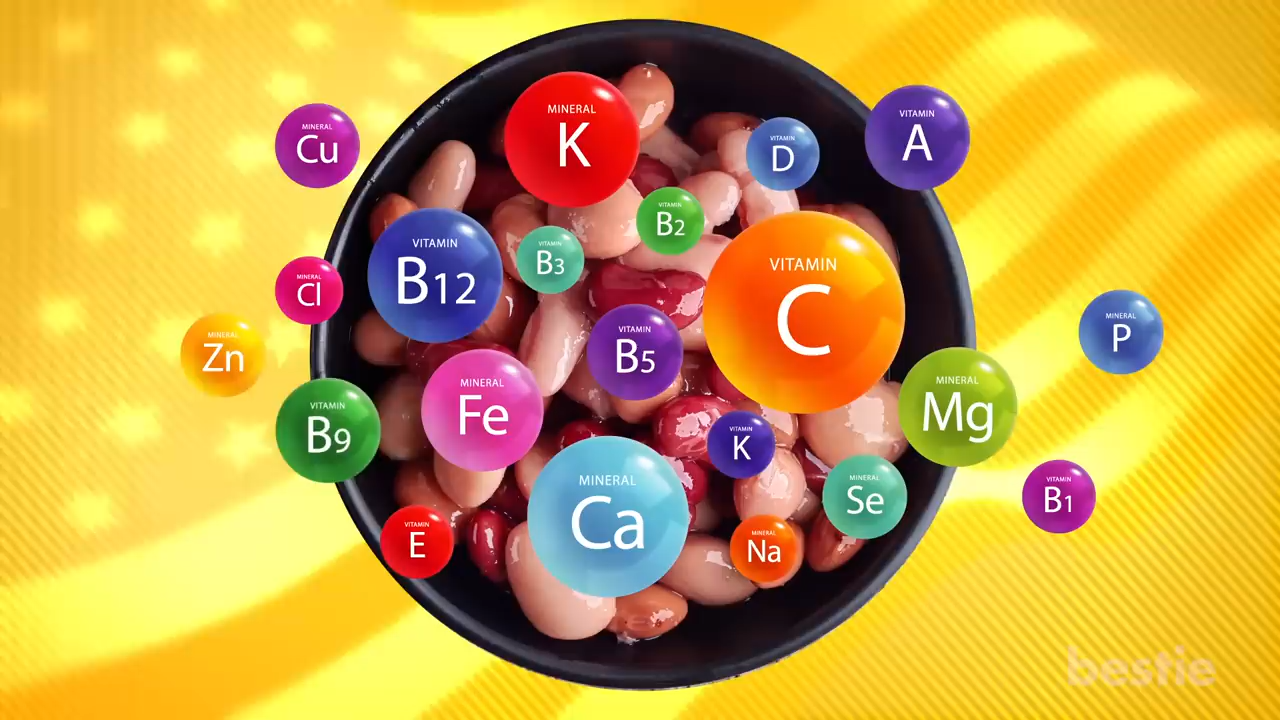 MINERAL
K
VITAMIN
A
MINERAL
Cu
VITAMIN
D
VITAMIN
B2
VITAMIN
B3
VITAMIN
B12
VITAMIN
C
MINERAL
Cl
MINERAL
P
MINERAL
Zn
VITAMIN
B5
MINERAL
Fe
MINERAL
Mg
VITAMIN
B9
VITAMIN
K
MINERAL
Ca
MINERAL
Se
VITAMIN
B1
VITAMIN
E
MINERAL
Na
bestie